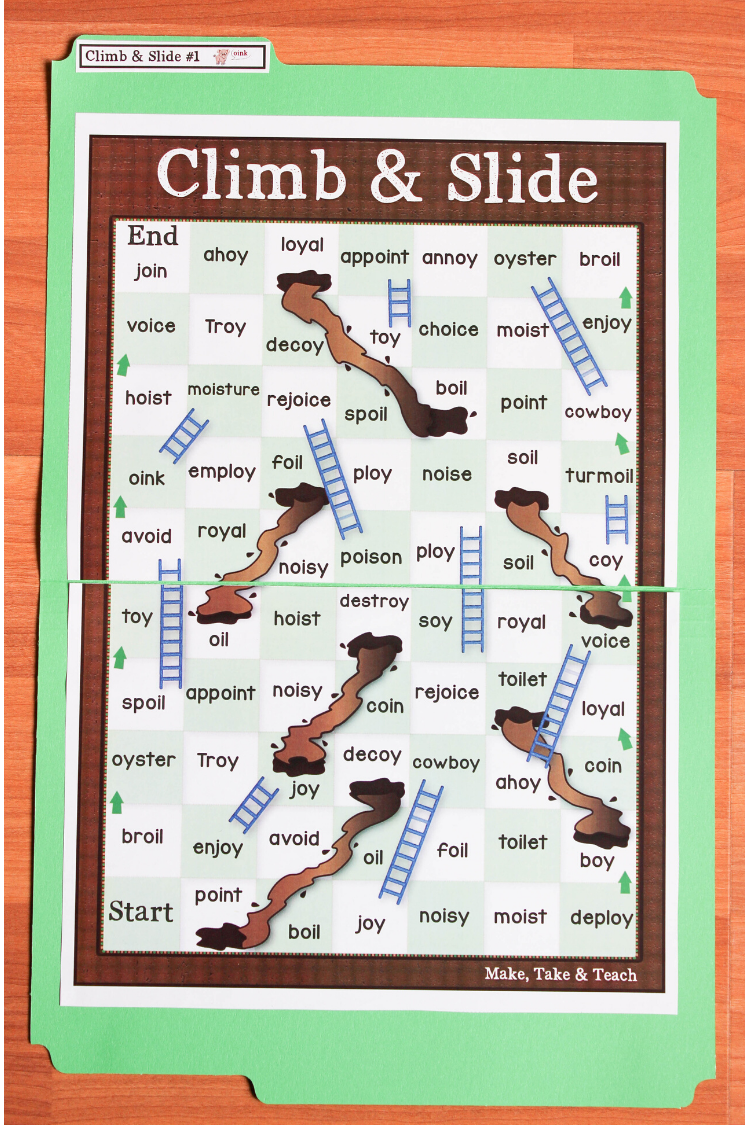 Climb & Slide #1 oink
Climb & Slide
End
join ahoy loyal appoint annoy oyster broil
voice Troy decoy toy choice moist enjoy
hoist moisture rejoice spoil boil point cowboy
oink employ foil ploy noise soil turmoil
avoid royal noisy poison ploy soil coy
toy oil hoist destroy soy royal voice
spoil appoint noisy coin rejoice toilet loyal
oyster Troy joy decoy cowboy ahoy coin
broil enjoy avoid oil foil toilet boy
Start point boil joy noisy moist deploy
Make, Take & Teach